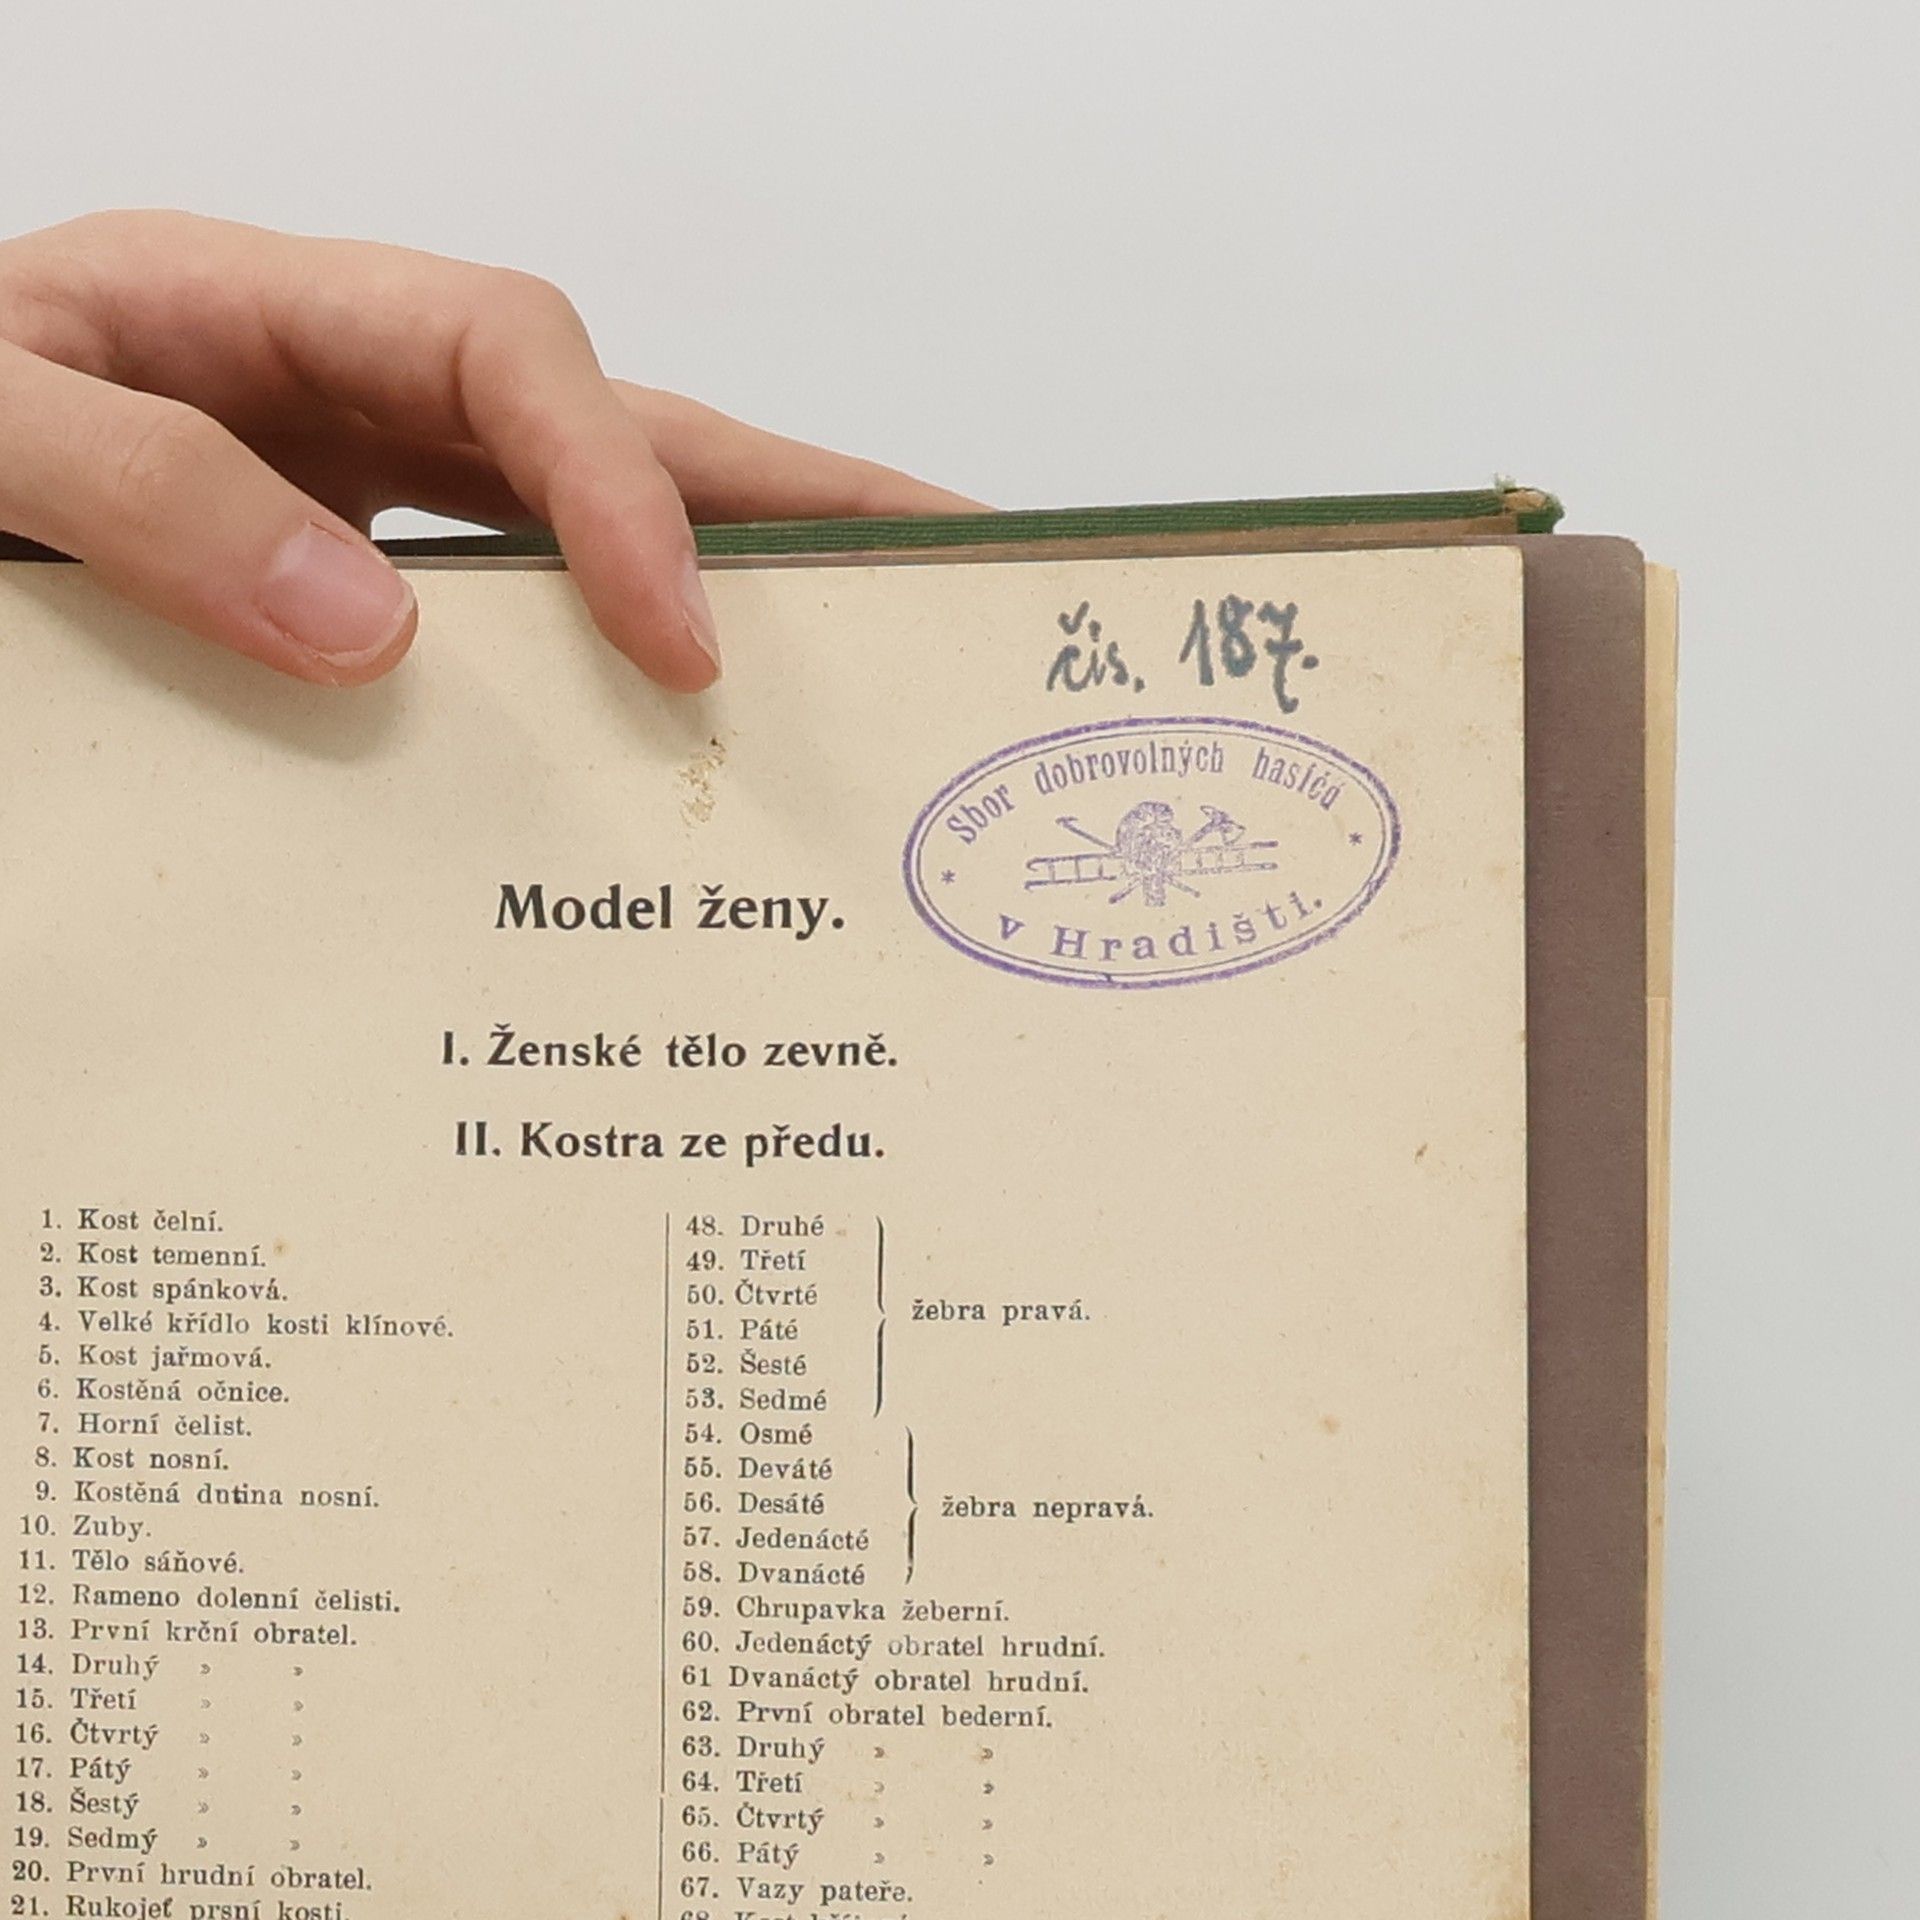 čis. 187.
Sbor dobrovolných hasičů
v Hradišti.
Model ženy.
I. Ženské tělo zevně.
II. Kostra ze předu.
1. Kost čelní.
2. Kost temenní.
3. Kost spánková.
4. Velké křídlo kosti klínové.
5. Kost jařmová.
6. Kostěná očnice.
7. Horní čelist.
8. Kost nosní.
9. Kostěná dutina nosní.
10. Zuby.
11. Tělo sáňové.
12. Rameno dolenní čelisti.
13. První krční obratel.
14. Druhý » »
15. Třetí » »
16. Čtvrtý » »
17. Pátý » »
18. Šestý » »
19. Sedmý » »
20. První hrudní obratel.
21. Rukojeť prsní kosti.
48. Druhé
49. Třetí
50. Čtvrté
žebra pravá.
51. Páté
52. Šesté
53. Sedmé
54. Osmé
55. Deváté
56. Desáté
žebra nepravá.
57. Jedenácté
58. Dvanácté
59. Chrupavka žeberní.
60. Jedenáctý obratel hrudní.
61 Dvanáctý obratel hrudní.
62. První obratel bederní.
63. Druhý » »
64. Třetí » »
65. Čtvrtý » »
66. Pátý » »
67. Vazy pateře.